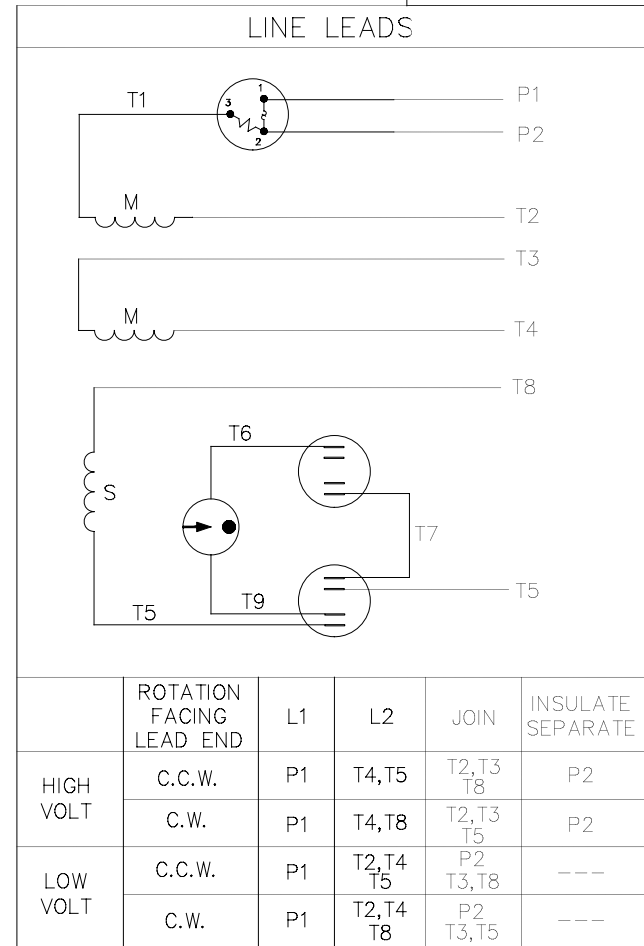 LINE LEADS
T1
1
3
2
P1
P2
M
T2
T3
M
T4
T8
T6
S
T7
T9
T5
T5
ROTATION
FACING
LEAD END
L1
L2
JOIN
INSULATE
SEPARATE
HIGH
VOLT
C.C.W.
P1
T4,T5
T2,T3
T8
P2
C.W.
P1
T4,T8
T2,T3
T5
P2
LOW
VOLT
C.C.W.
P1
T2,T4
T5
P2
T3,T8
---
C.W.
P1
T2,T4
T8
P2
T3,T5
---